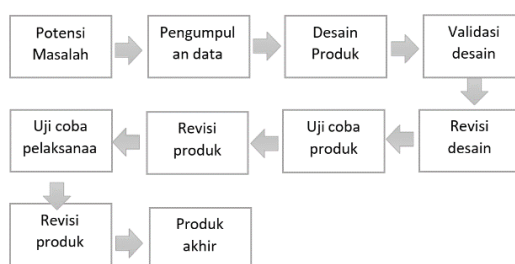 Potensi
Masalah
Pengumpul
an data
Desain
Produk
Validasi
desain
Revisi
desain
Uji coba
produk
Revisi
produk
Uji coba
pelaksanaa
Revisi
produk
Produk
akhir